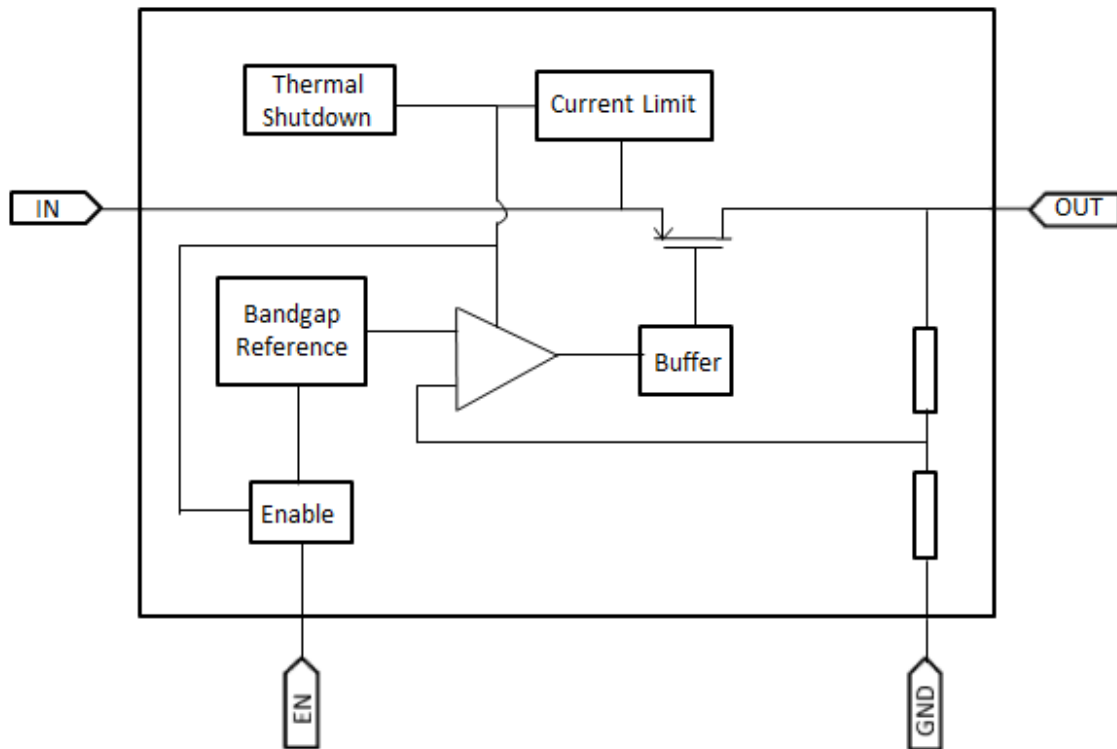 Thermal
Shutdown
Current Limit
IN
OUT
Bandgap
Reference
Buffer
Enable
EN
GND